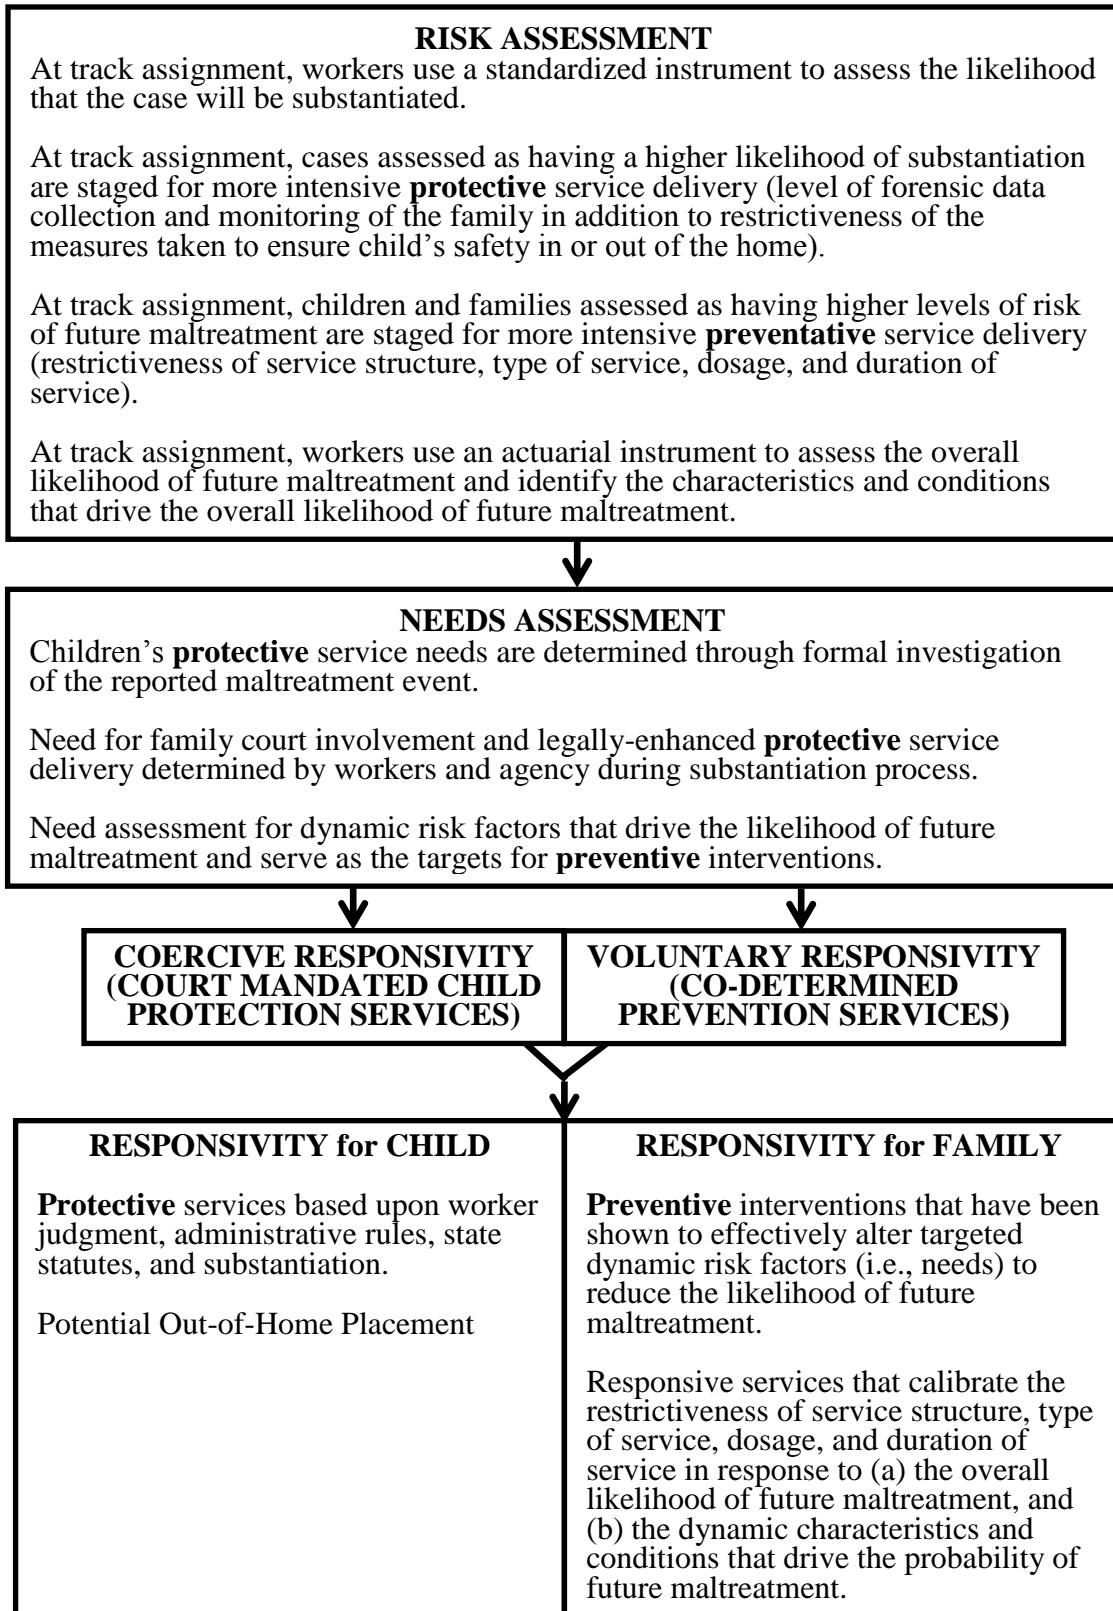 RISK ASSESSMENT
At track assignment, workers use a standardized instrument to assess the likelihood
that the case will be substantiated.
At track assignment, cases assessed as having a higher likelihood of substantiation
are staged for more intensive protective service delivery (level of forensic data
collection and monitoring of the family in addition to restrictiveness of the
measures taken to ensure child’s safety in or out of the home).
At track assignment, children and families assessed as having higher levels of risk
of future maltreatment are staged for more intensive preventative service delivery
(restrictiveness of service structure, type of service, dosage, and duration of
service).
At track assignment, workers use an actuarial instrument to assess the overall
likelihood of future maltreatment and identify the characteristics and conditions
that drive the overall likelihood of future maltreatment.
NEEDS ASSESSMENT
Children’s protective service needs are determined through formal investigation
of the reported maltreatment event.
Need for family court involvement and legally-enhanced protective service
delivery determined by workers and agency during substantiation process.
Need assessment for dynamic risk factors that drive the likelihood of future
maltreatment and serve as the targets for preventive interventions.
COERCIVE RESPONSIVITY
(COURT MANDATED CHILD
PROTECTION SERVICES)
VOLUNTARY RESPONSIVITY
(CO-DETERMINED
PREVENTION SERVICES)
RESPONSIVITY for CHILD
Protective services based upon worker
judgment, administrative rules, state
statutes, and substantiation.
Potential Out-of-Home Placement
RESPONSIVITY for FAMILY
Preventive interventions that have been
shown to effectively alter targeted
dynamic risk factors (i.e., needs) to
reduce the likelihood of future
maltreatment.
Responsive services that calibrate the
restrictiveness of service structure, type
of service, dosage, and duration of
service in response to (a) the overall
likelihood of future maltreatment, and
(b) the dynamic characteristics and
conditions that drive the probability of
future maltreatment.